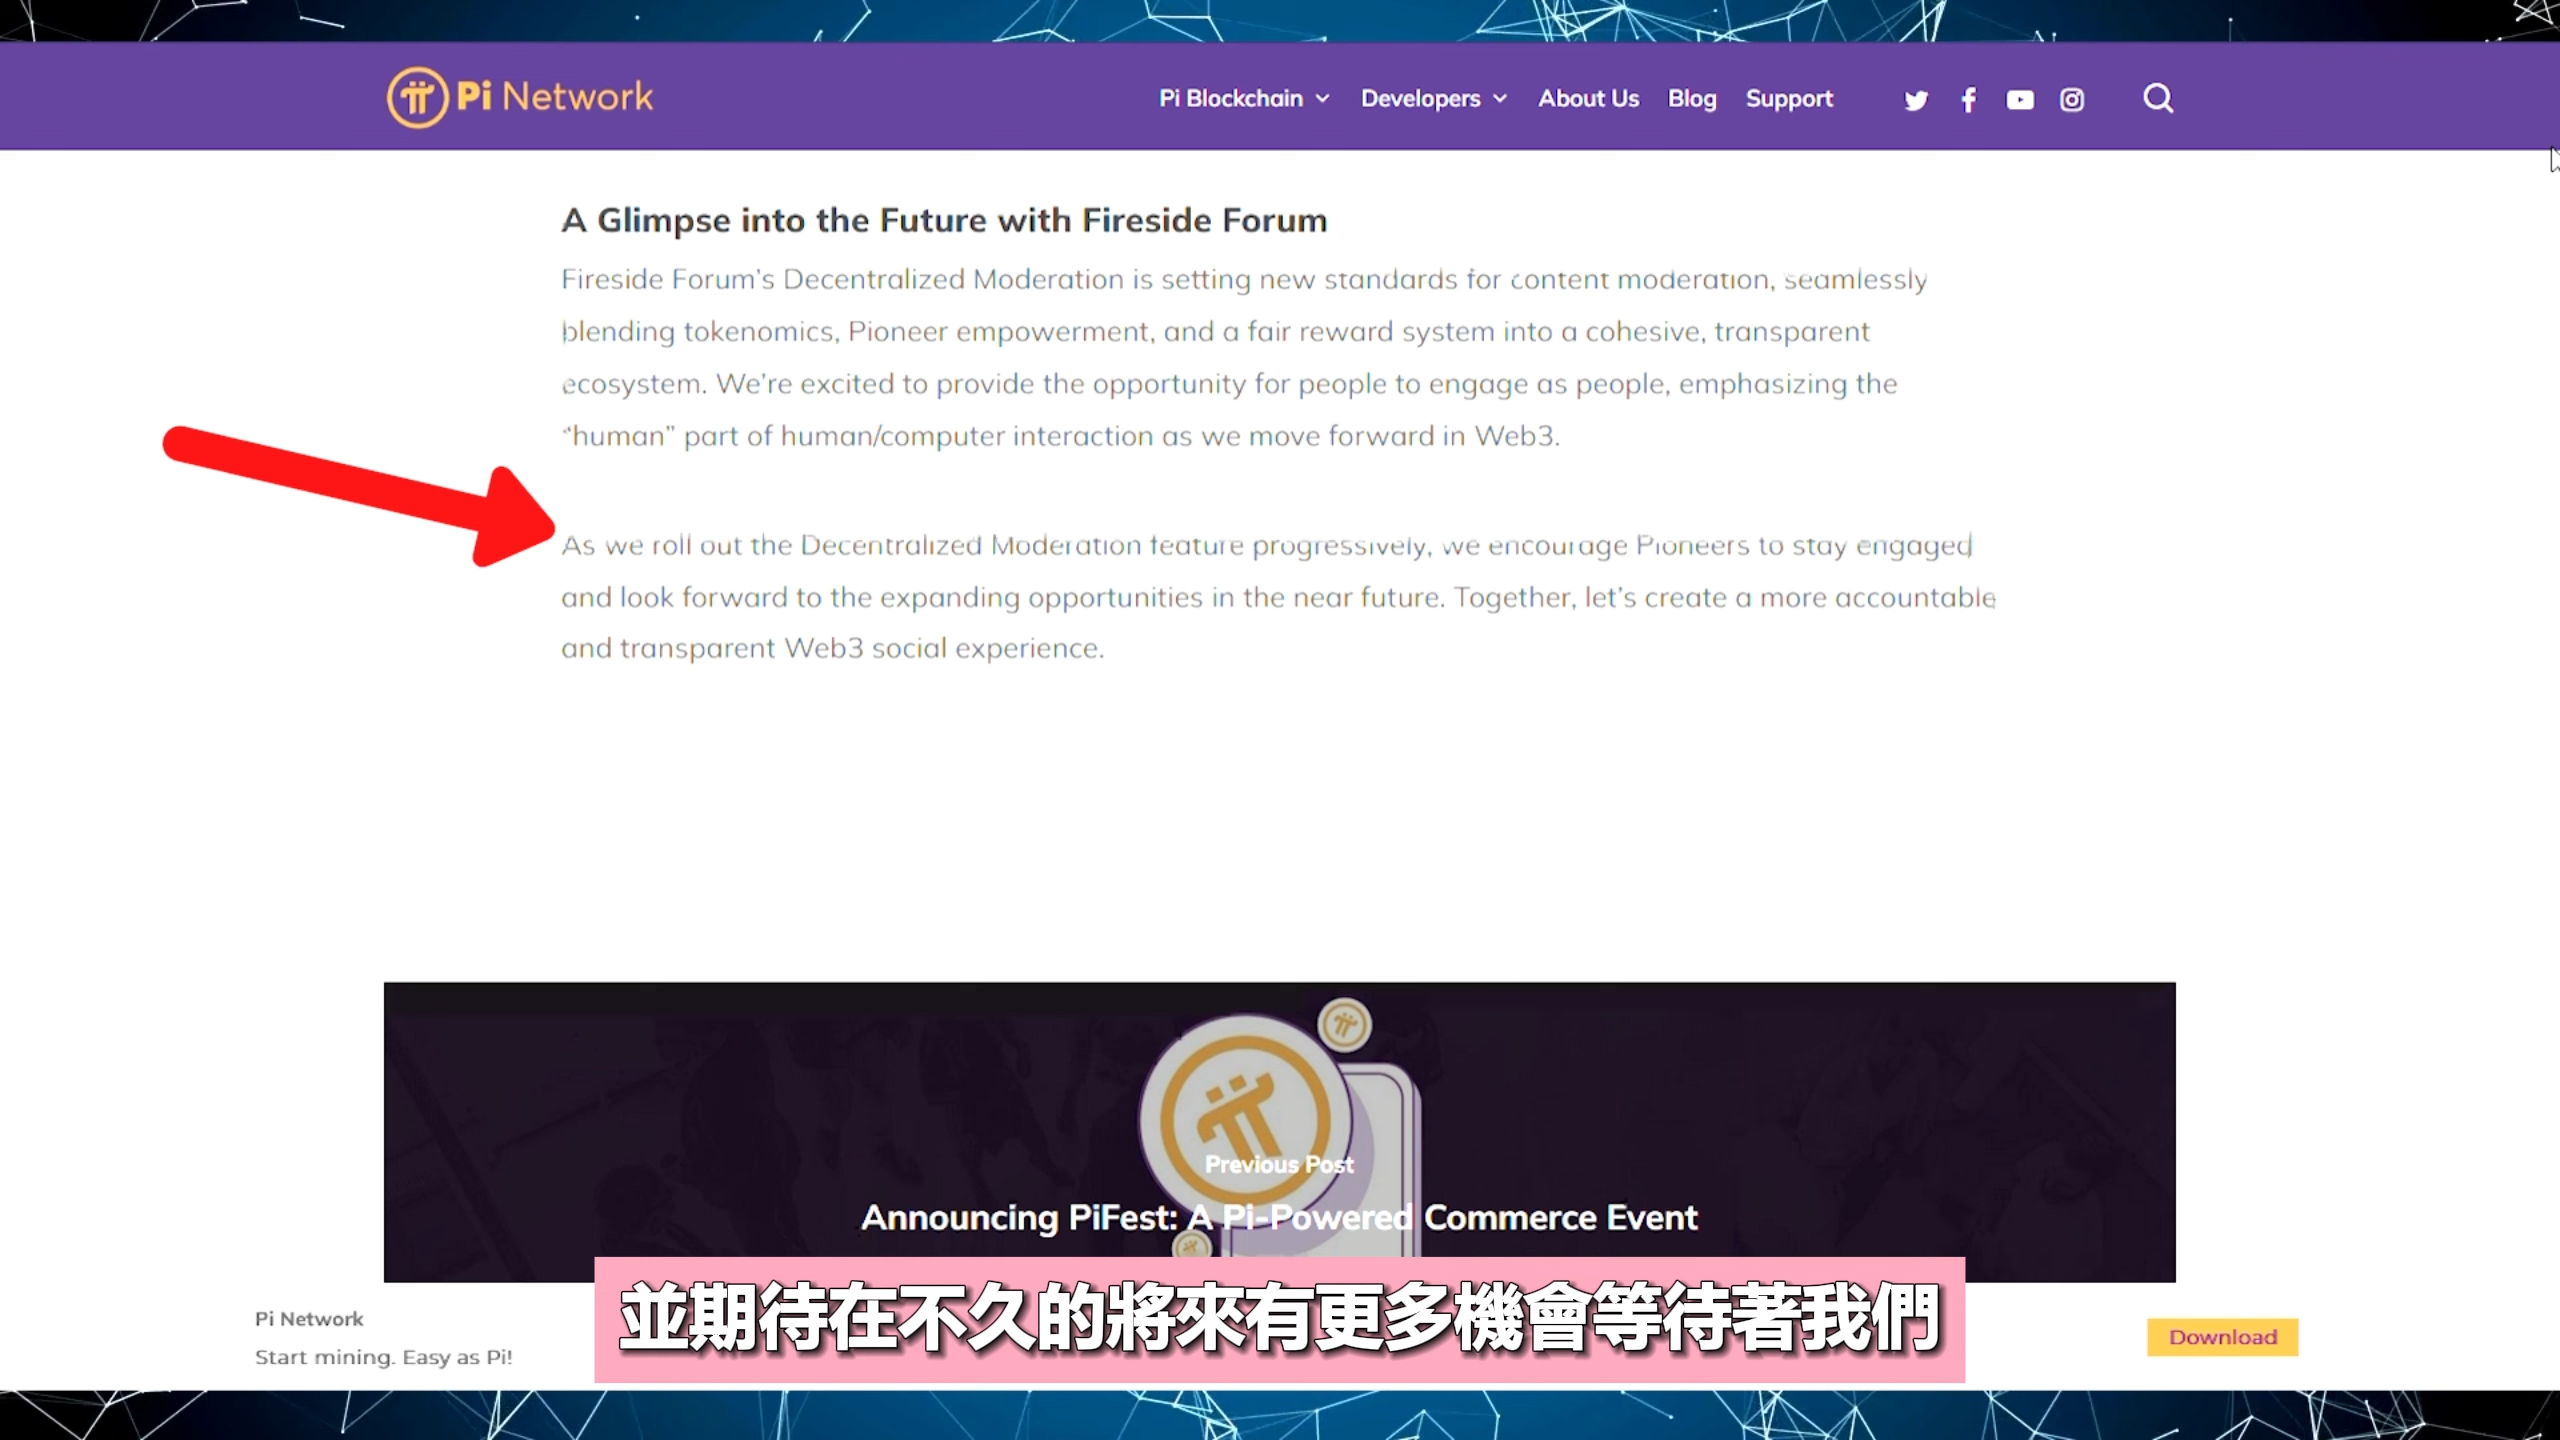 Pi Network
Pi Blockchain Developers About Us Blog Support
A Glimpse into the Future with Fireside Forum
Fireside Forum’s Decentralized Moderation is setting new standards for content moderation, seamlessly
blending tokenomics, Pioneer empowerment, and a fair reward system into a cohesive, transparent
ecosystem. We’re excited to provide the opportunity for people to engage as people, emphasizing the
“human” part of human/computer interaction as we move forward in Web3.
As we roll out the Decentralized Moderation feature progressively, we encourage Pioneers to stay engaged
and look forward to the expanding opportunities in the near future. Together, let’s create a more accountable
and transparent Web3 social experience.
Previous Post
Announcing PiFest: A Pi-Powered Commerce Event
並期待在不久的將來有更多機會等待著我們
Pi Network
Start mining. Easy as Pi!
Download